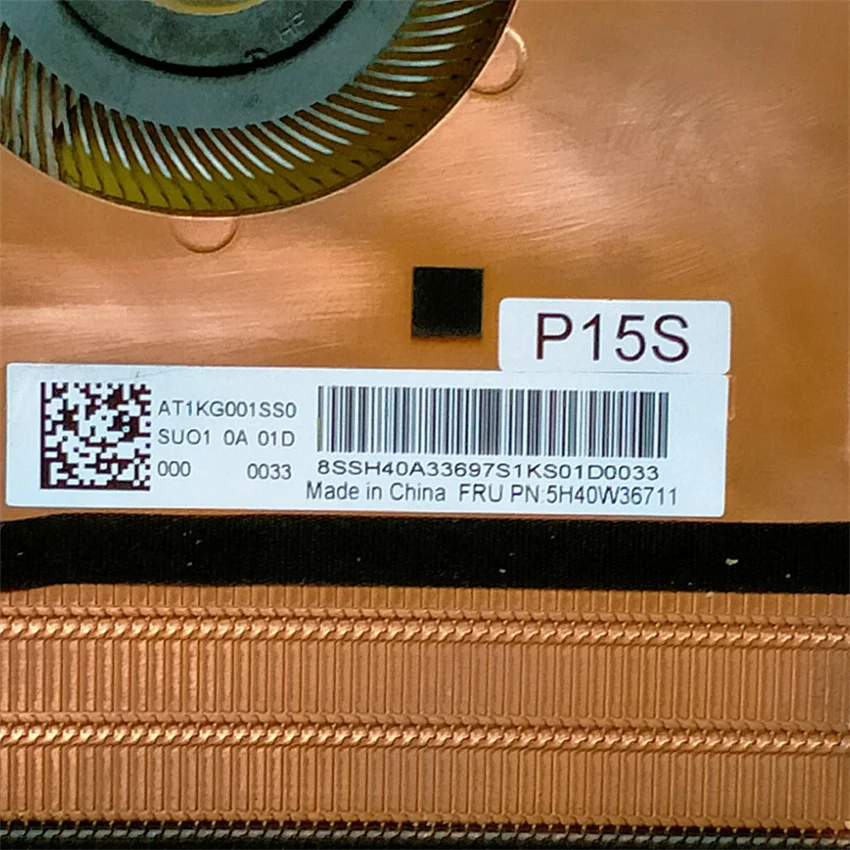 P15S
AT1KG001SS0
SUO1 0A 01D
000 0033
8SSH40A33697S1KS01D0033
Made in China FRU PN:5H40W36711